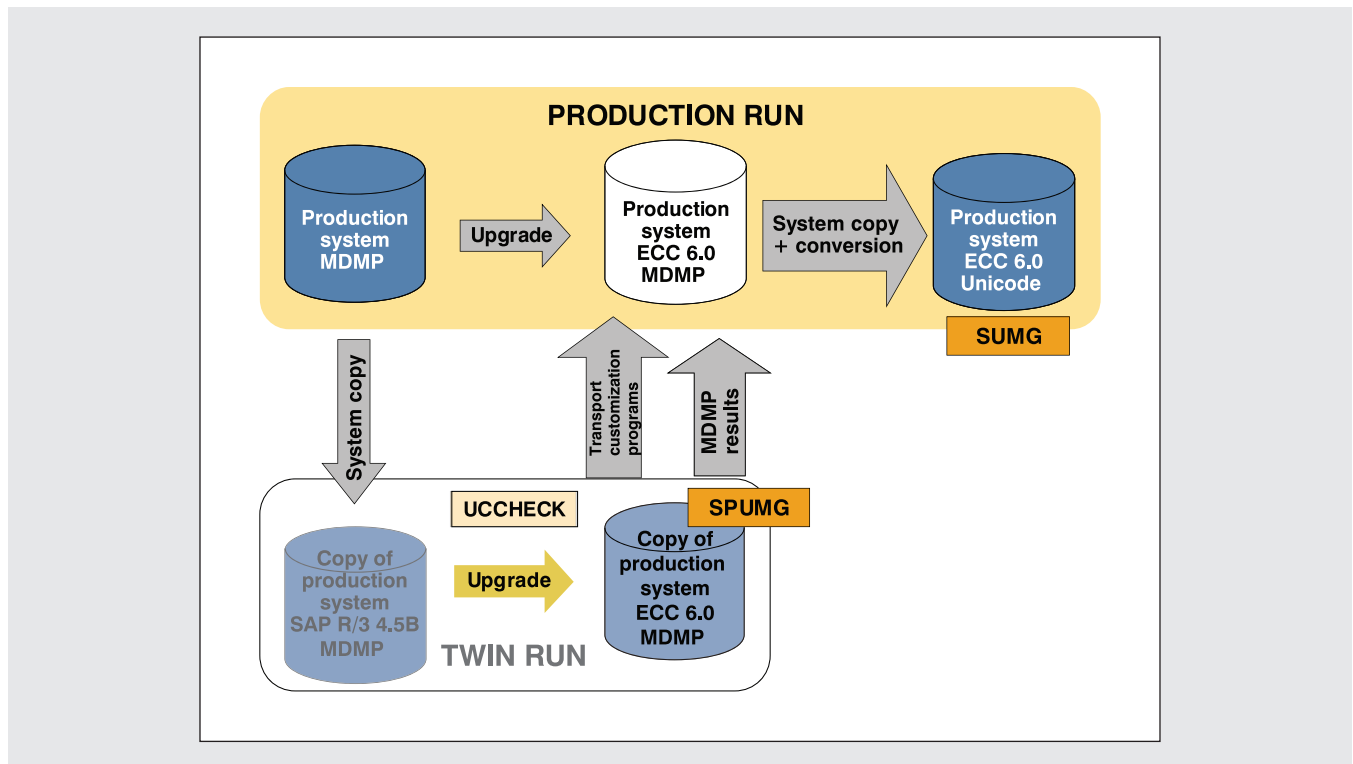 PRODUCTION RUN
Production
system
MDMP
Upgrade
Production
system
ECC 6.0
MDMP
System copy
+ conversion
Production
system
ECC 6.0
Unicode
SUMG
System copy
Transport
customization
programs
MDMP
results
UCCHECK
SPUMG
Copy of
production
system
SAP R/3 4.5B
MDMP
Upgrade
Copy of
production
system
ECC 6.0
MDMP
TWIN RUN